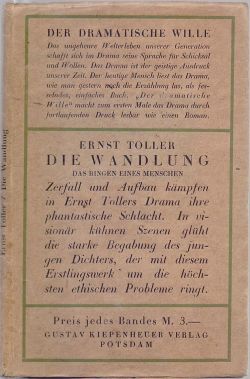 DER DRAMATISCHE WILLE
Das ungeheure Welterleben unserer Generation
schafft sich im Drama seine Sprache für Schicksal
und Wollen. Das Drama ist der geistige Ausdruck
unserer Zeit. Der heutige Mensch liest das Drama,
wie man gestern noch die Erzählung las, als fes-
selndes, einfaches Buch. „Der Dramatische
Wille" macht zum ersten Male das Drama durch
fortlaufenden Druck lesbar wie einen Roman.
ERNST TOLLER
DIE WANDLUNG
DAS RINGEN EINES MENSCHEN
Zerfall und Aufbau kämpfen
in Ernst Tollers Drama ihre
phantastische Schlacht. In vi-
sionär kühnen Szenen glüht
die starke Begabung des jun-
gen Dichters, der mit diesem
Erstlingswerk um die höch-
sten ethischen Probleme ringt.
Preis jedes Bandes M. 3.—
GUSTAV KIEPENHEUER VERLAG
POTSDAM
Ernst Toller / Die Wandlung